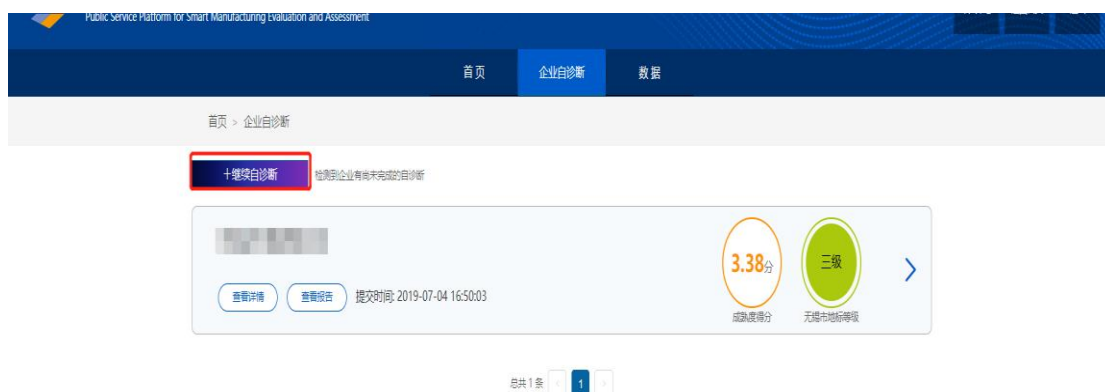 Public Service Platform for Smart Manufacturing Evaluation and Assessment
首页 企业自诊断 数据
首页 > 企业自诊断
+继续自诊断 检测到企业有尚未完成的自诊断
3.38分 三级
查看详情 查看报告 提交时间: 2019-07-04 16:50:03
成熟度得分 无锡市地标等级
总共 1 条 < 1 >